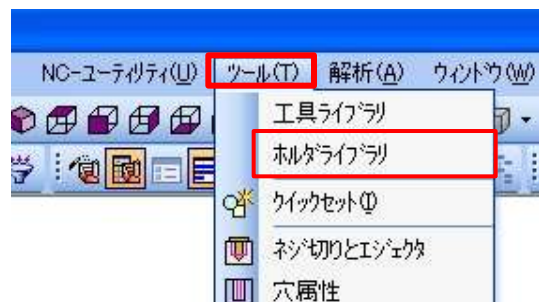 NC-ユーティリティ(U) ツール(T) 解析(A) ウィンドウ(W)
工具ライブラリ
ホルダライブラリ
クイックセット(I)
ネジ切りとエジェクタ
穴属性